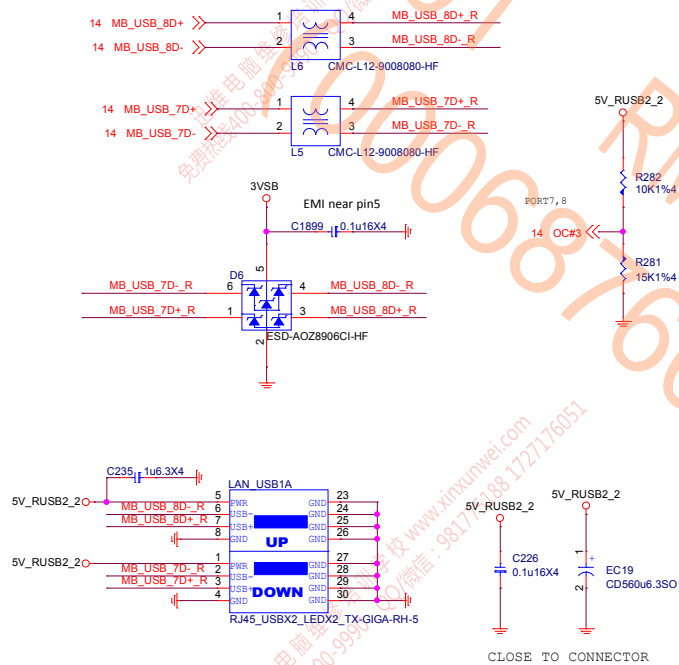 14 MB_USB_8D+ 1 4 MB_USB_8D+_R
14 MB_USB_8D- 2 3 MB_USB_8D-_R
L6 CMC-L12-9008080-HF
14 MB_USB_7D+ 1 4 MB_USB_7D+_R
14 MB_USB_7D- 2 3 MB_USB_7D-_R
L5 CMC-L12-9008080-HF
5V_RUSB2_2
R282
10K1%4
PORT7,8
14 OC#3
R281
15K1%4
3VSB
EMI near pin5
C1899 0.1u16X4
D6 5
MB_USB_7D-_R 6 4 MB_USB_8D-_R
MB_USB_7D+_R 1 3 MB_USB_8D+_R
2 ESD-AOZ8906CI-HF
C235 1u6.3X4
LAN_USB1A
5V_RUSB2_2 5 PWR GND 23
MB_USB_8D-_R 6 USB- GND 24
MB_USB_8D+_R 7 USB+ GND 25
8 GND GND 26
UP
5V_RUSB2_2 1 PWR GND 27
MB_USB_7D-_R 2 USB- GND 28
MB_USB_7D+_R 3 USB+ GND 29
4 GND GND 30
DOWN
RJ45_USBX2_LEDX2_TX-GIGA-RH-5
5V_RUSB2_2
C226
0.1u16X4
5V_RUSB2_2
1
+
EC19
CD560u6.3SO
2
CLOSE TO CONNECTOR
www.xinxunwei.com
1727176051